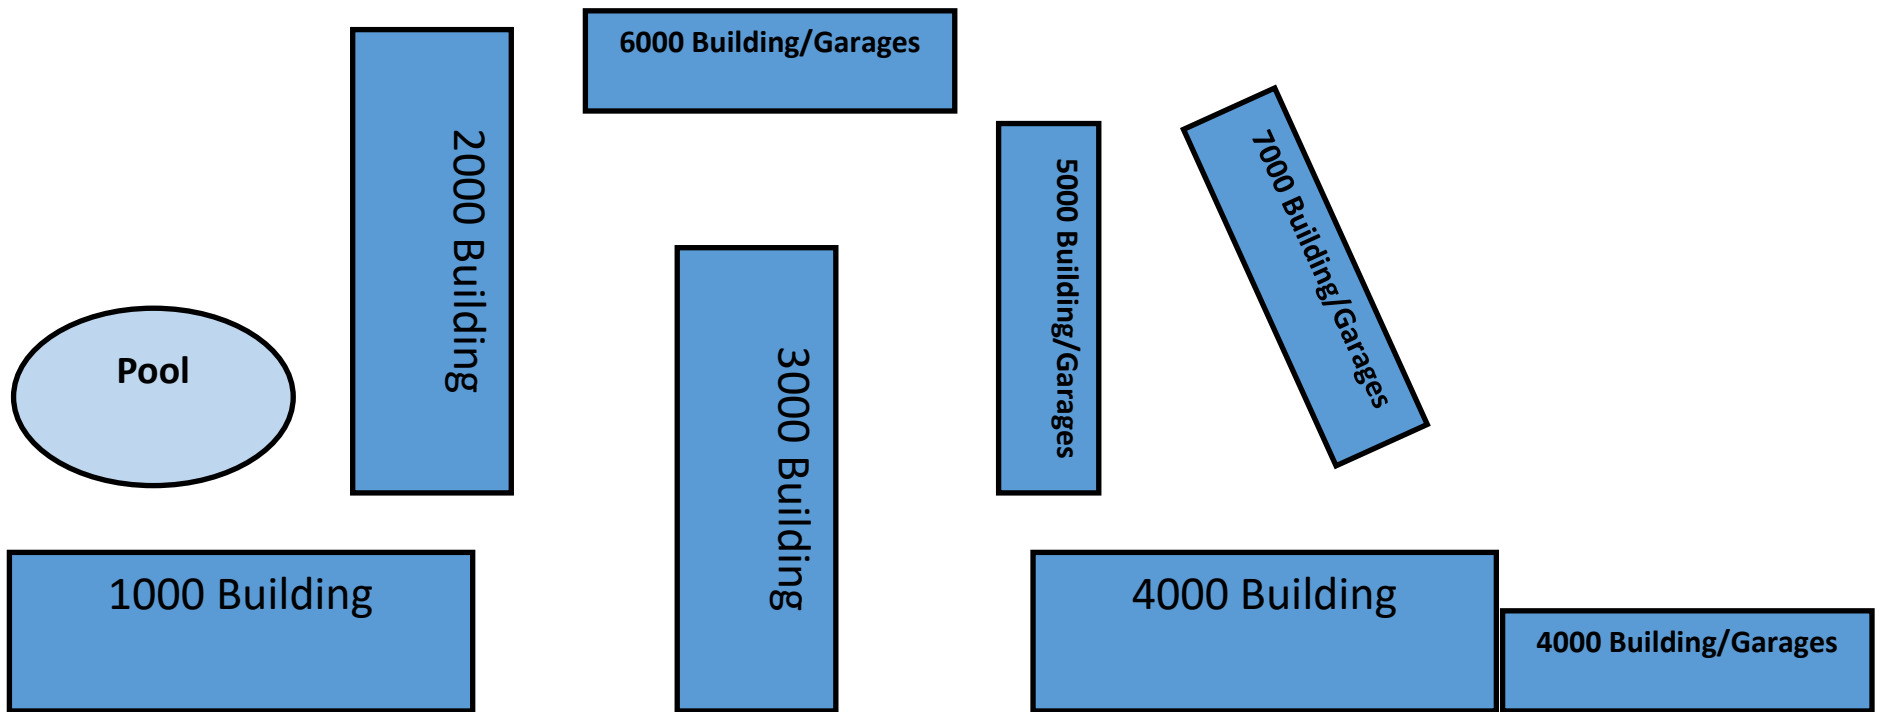 6000 Building/Garages
2000 Building
5000 Building/Garages
7000 Building/Garages
Pool
3000 Building
1000 Building
4000 Building
4000 Building/Garages